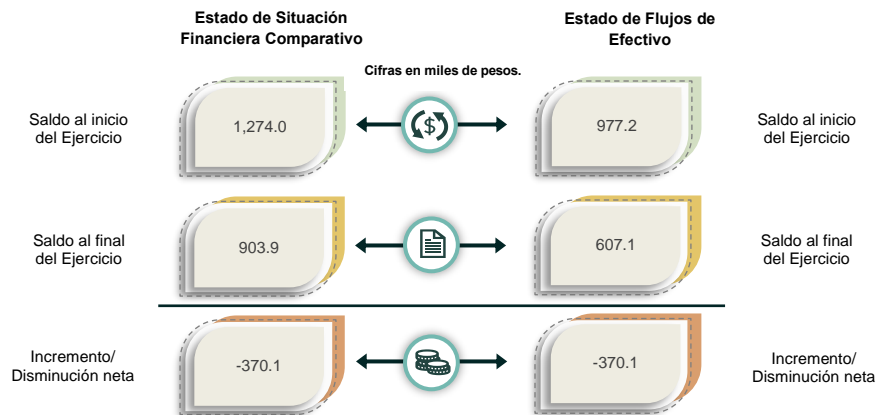 Estado de Situación
Financiera Comparativo
Estado de Flujos de
Efectivo
Cifras en miles de pesos.
Saldo al inicio
del Ejercicio
1,274.0
$
977.2
Saldo al inicio
del Ejercicio
Saldo al final
del Ejercicio
903.9
607.1
Saldo al final
del Ejercicio
Incremento/
Disminución neta
-370.1
-370.1
Incremento/
Disminución neta